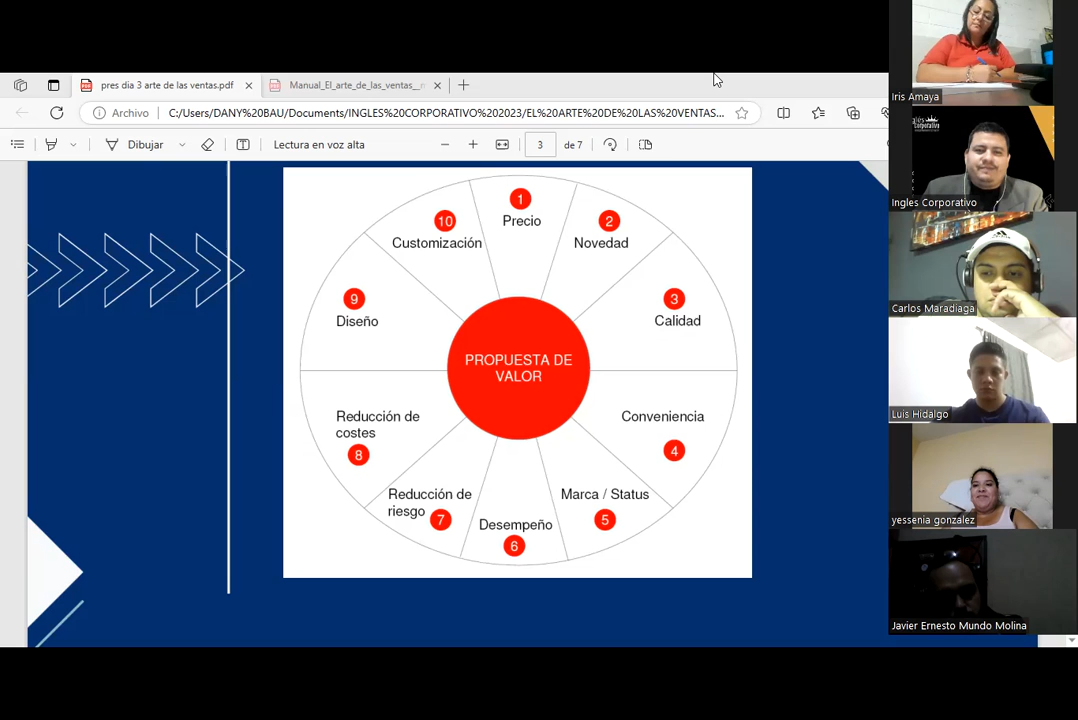 pres dia 3 arte de las ventas.pdf
Manual_El_arte_de_las_ventas_
Archivo
C:/Users/DANY%20BAU/Documents/INGLES%20CORPORATIVO%202023/EL%20ARTE%20DE%20LAS%20VENTAS...
Dibujar
Lectura en voz alta
3
de 7
1
Precio
2
Novedad
3
Calidad
Conveniencia
4
Marca / Status
5
Desempeño
6
Reducción de
riesgo
7
Reducción de
costes
8
9
Diseño
10
Customización
PROPUESTA DE
VALOR
Iris Amaya
Ingles
Corporativo
Ingles Corporativo
Carlos Maradiaga
Luis Hidalgo
yessenia gonzalez
Javier Ernesto Mundo Molina